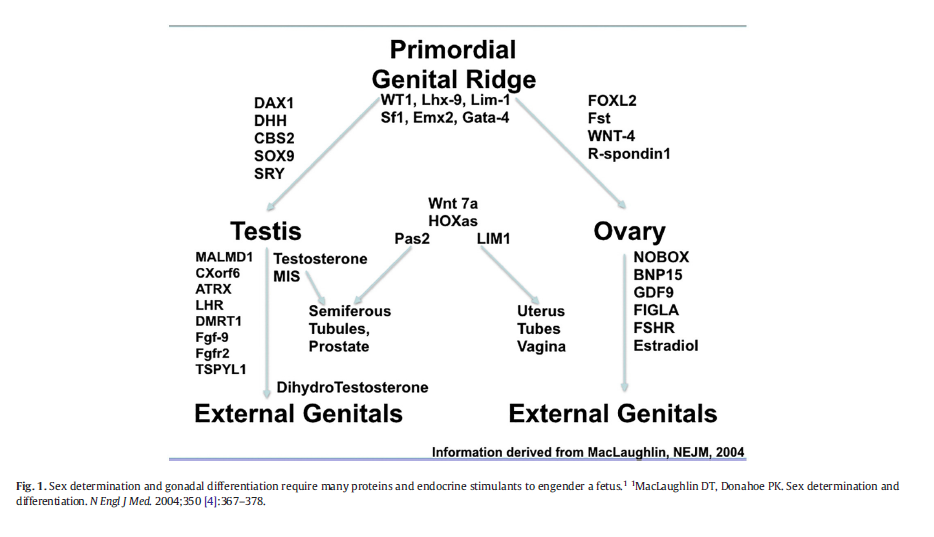 Primordial
Genital Ridge
WT1, Lhx-9, Lim-1
Sf1, Emx2, Gata-4
DAX1
DHH
CBS2
SOX9
SRY
FOXL2
Fst
WNT-4
R-spondin1
Wnt 7a
HOXas
Pas2
LIM1
Testis
MALMD1
CXorf6
ATRX
LHR
DMRT1
Fgf-9
Fgfr2
TSPYL1
Testosterone
MIS
Semiferous
Tubules,
Prostate
Uterus
Tubes
Vagina
Ovary
NOBOX
BNP15
GDF9
FIGLA
FSHR
Estradiol
DihydroTestosterone
External Genitals
External Genitals
Information derived from MacLaughlin, NEJM, 2004
Fig. 1. Sex determination and gonadal differentiation require many proteins and endocrine stimulants to engender a fetus.¹ ¹MacLaughlin DT, Donahoe PK. Sex determination and
differentiation. N Engl J Med. 2004;350 [4]:367–378.